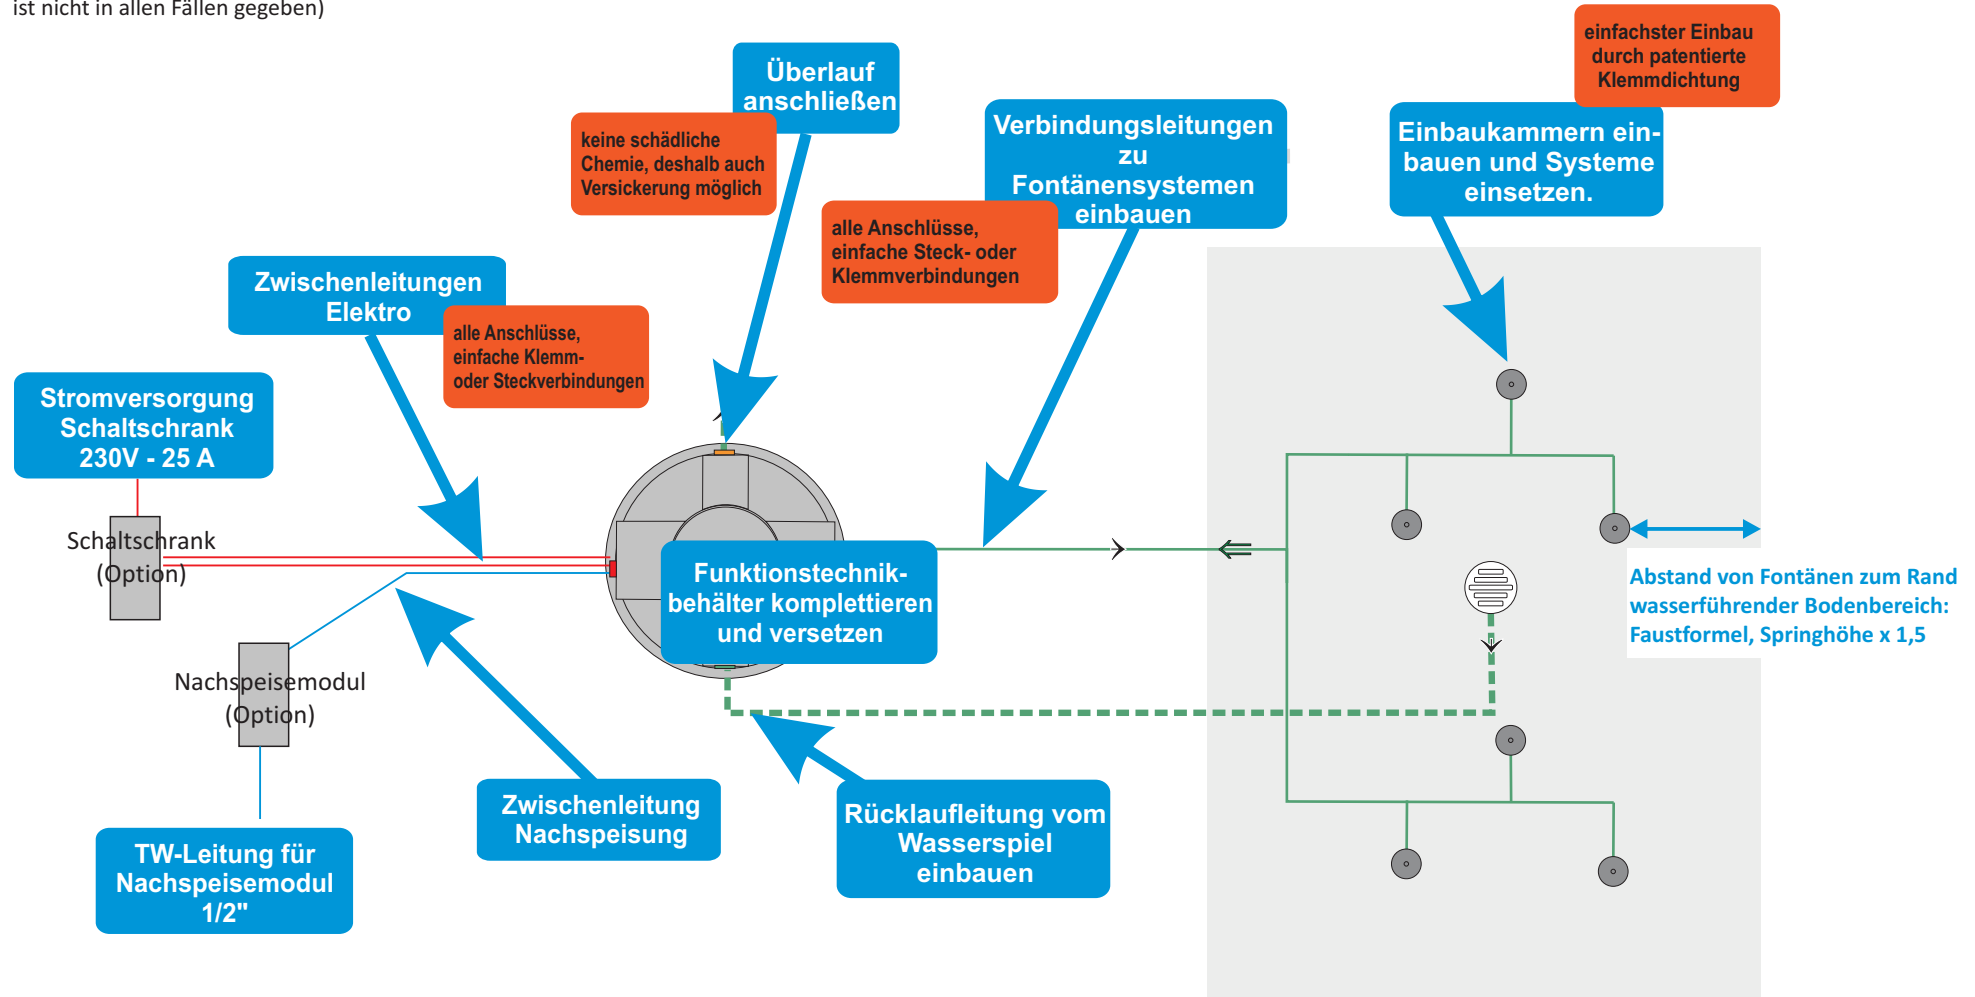 ist nicht in allen Fällen gegeben)
einfachster Einbau
durch patentierte
Klemmdichtung
Überlauf
anschließen
keine schädliche
Chemie, deshalb auch
Versickerung möglich
Verbindungsleitungen
zu
Fontänensystemen
einbauen
alle Anschlüsse,
einfache Steck- oder
Klemmverbindungen
Einbaukammern ein-
bauen und Systeme
einsetzen.
Zwischenleitungen
Elektro
alle Anschlüsse,
einfache Klemm-
oder Steckverbindungen
Stromversorgung
Schaltschrank
230V - 25 A
Schaltschrank
(Option)
Funktionstechnik-
behälter komplettieren
und versetzen
Abstand von Fontänen zum Rand
wasserführender Bodenbereich:
Faustformel, Springhöhe x 1,5
Nachspeisemodul
(Option)
Zwischenleitung
Nachspeisung
Rücklaufleitung vom
Wasserspiel
einbauen
TW-Leitung für
Nachspeisemodul
1/2"